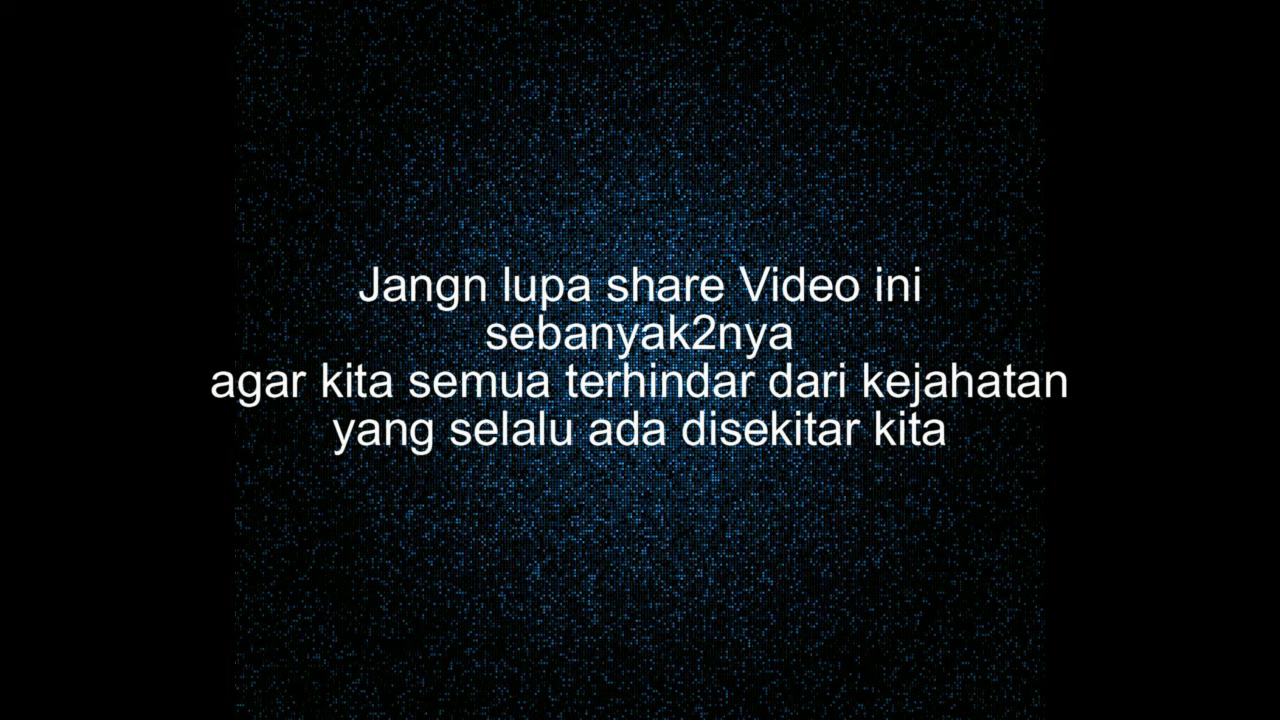 Jangn lupa share Video ini
sebanyak2nya
agar kita semua terhindar dari kejahatan
yang selalu ada disekitar kita